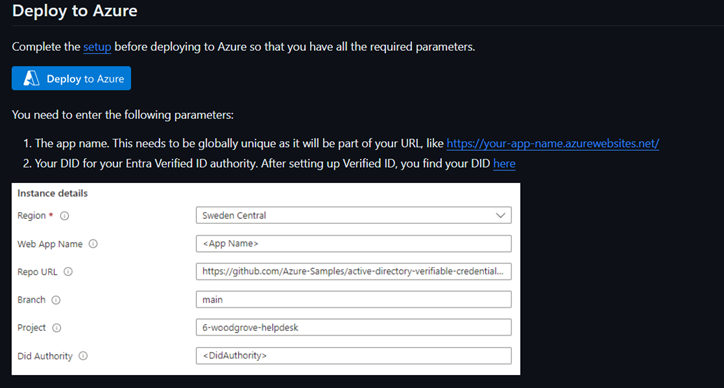 Deploy to Azure
Complete the setup before deploying to Azure so that you have all the required parameters.
Deploy to Azure
You need to enter the following parameters:
1. The app name. This needs to be globally unique as it will be part of your URL, like https://your-app-name.azurewebsites.net/
2. Your DID for your Entra Verified ID authority. After setting up Verified ID, you find your DID here
Instance details
Region * Sweden Central
Web App Name <App Name>
Repo URL https://github.com/Azure-Samples/active-directory-verifiable-credential...
Branch main
Project 6-woodgrove-helpdesk
Did Authority <DidAuthority>